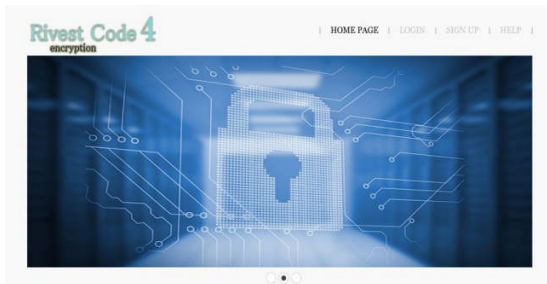 Rivest Code 4
encryption
| HOME PAGE | LOGIN | SIGN UP | HELP |